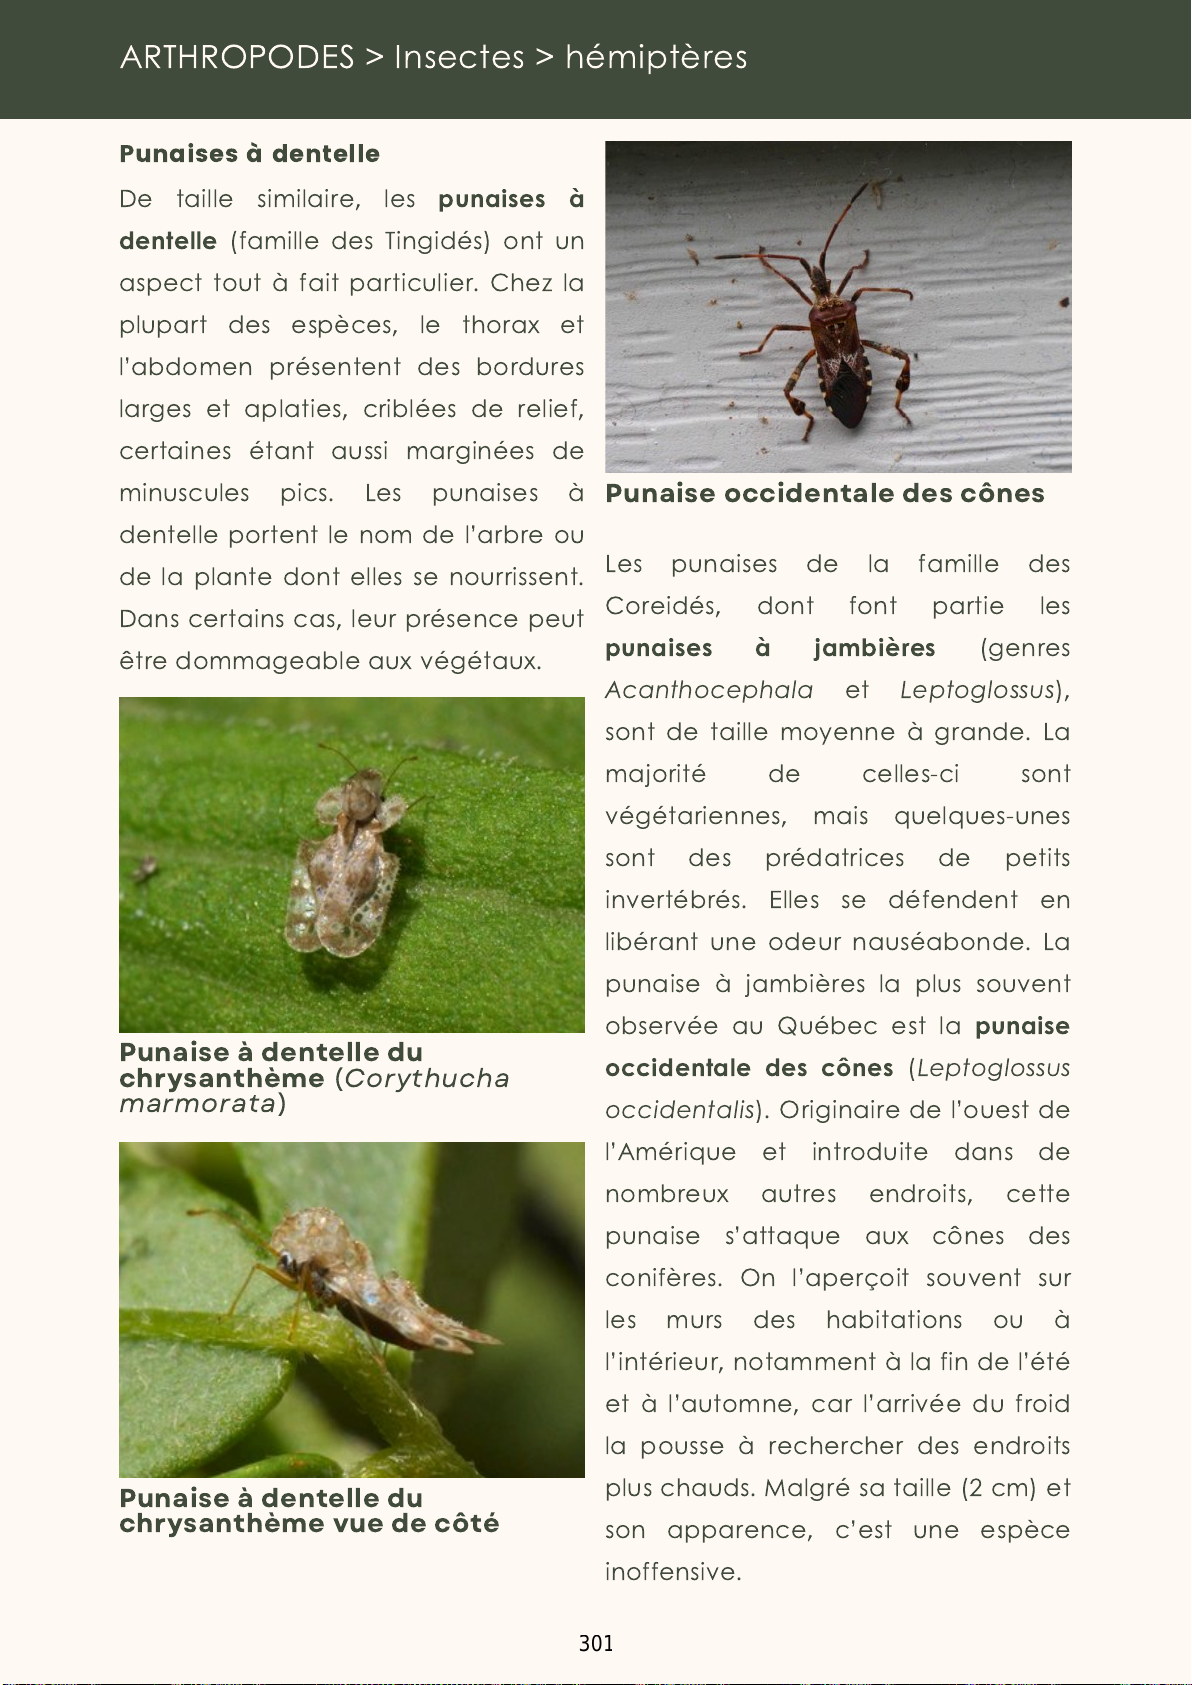 ARTHROPODES > Insectes > hémiptères
Punaises à dentelle
De taille similaire, les punaises à
dentelle (famille des Tingidés) ont un
aspect tout à fait particulier. Chez la
plupart des espèces, le thorax et
l'abdomen présentent des bordures
larges et aplaties, criblées de relief,
certaines étant aussi marginées de
minuscules pics. Les punaises à
dentelle portent le nom de l'arbre ou
de la plante dont elles se nourrissent.
Dans certains cas, leur présence peut
être dommageable aux végétaux.
Punaise à dentelle du
chrysanthème (Corythucha
marmorata)
Punaise à dentelle du
chrysanthème vue de côté
Punaise occidentale des cônes
Les punaises de la famille des
Coreidés, dont font partie les
punaises à jambières (genres
Acanthocephala et Leptoglossus),
sont de taille moyenne à grande. La
majorité de celles-ci sont
végétariennes, mais quelques-unes
sont des prédatrices de petits
invertébrés. Elles se défendent en
libérant une odeur nauséabonde. La
punaise à jambières la plus souvent
observée au Québec est la punaise
occidentale des cônes (Leptoglossus
occidentalis). Originaire de l'ouest de
l'Amérique et introduite dans de
nombreux autres endroits, cette
punaise s'attaque aux cônes des
conifères. On l'aperçoit souvent sur
les murs des habitations ou à
l'intérieur, notamment à la fin de l'été
et à l'automne, car l'arrivée du froid
la pousse à rechercher des endroits
plus chauds. Malgré sa taille (2 cm) et
son apparence, c'est une espèce
inoffensive.
301